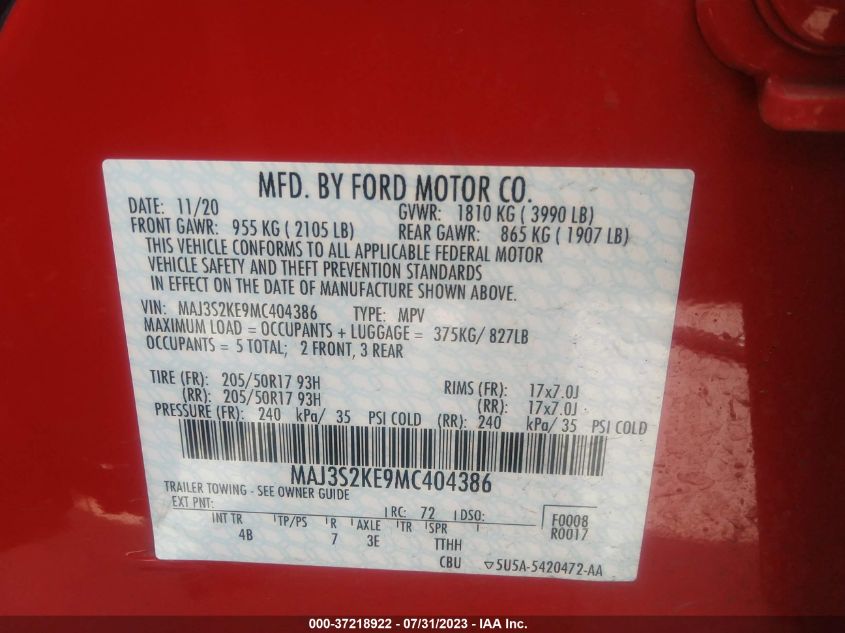 MFD. BY FORD MOTOR CO.
DATE: 11/20 GVWR: 1810 KG ( 3990 LB)
FRONT GAWR: 955 KG ( 2105 LB) REAR GAWR: 865 KG ( 1907 LB)
THIS VEHICLE CONFORMS TO ALL APPLICABLE FEDERAL MOTOR
VEHICLE SAFETY AND THEFT PREVENTION STANDARDS
IN EFFECT ON THE DATE OF MANUFACTURE SHOWN ABOVE.
VIN: MAJ3S2KE9MC404386 TYPE: MPV
MAXIMUM LOAD = OCCUPANTS + LUGGAGE = 375KG/ 827LB
OCCUPANTS = 5 TOTAL; 2 FRONT, 3 REAR
TIRE (FR): 205/50R17 93H RIMS (FR): 17x7.0J
(RR): 205/50R17 93H (RR): 17x7.0J
PRESSURE (FR): 240 kPa/ 35 PSI COLD (RR): 240 kPa/ 35 PSI COLD
MAJ3S2KE9MC404386
TRAILER TOWING - SEE OWNER GUIDE
EXT PNT: RC: 72 DSO: F0008
R0017
INT TR TP/PS R AXLE TR SPR
4B 7 3E TTHH
CBU ▽5U5A-5420472-AA
000-37218922 - 07/31/2023 - IAA Inc.